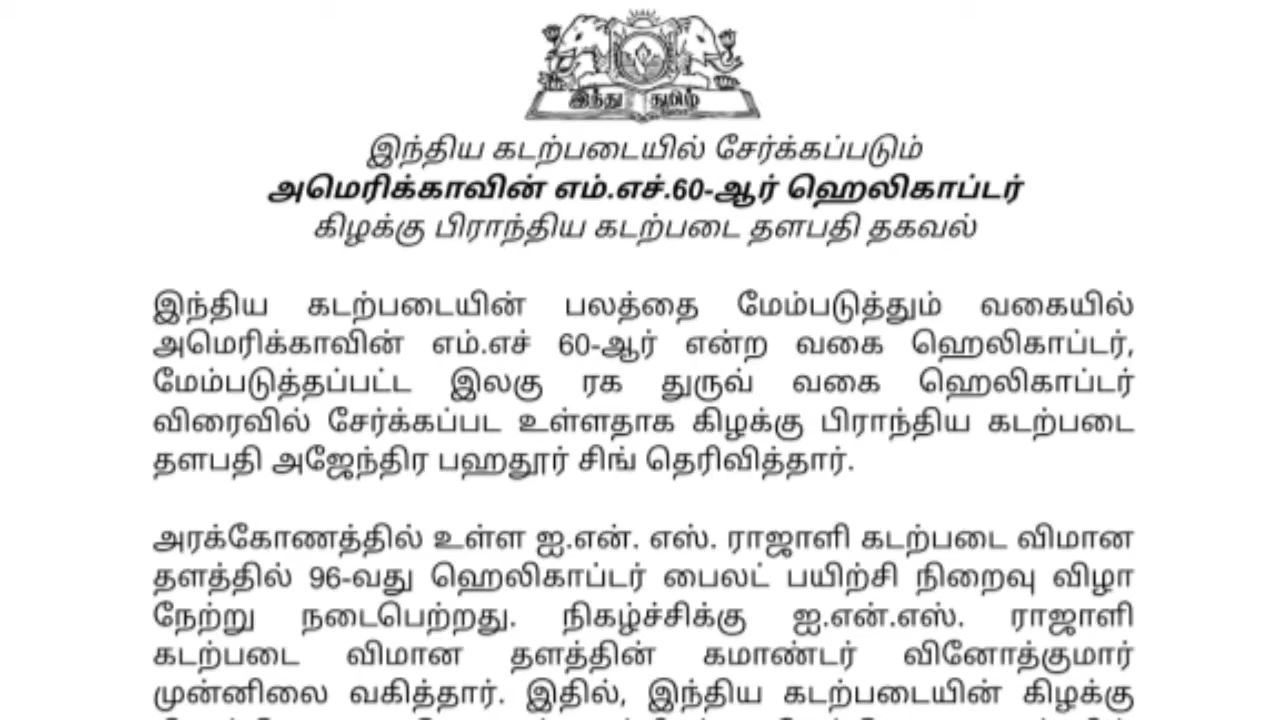 இந்து தமிழ்
இந்திய கடற்படையில் சேர்க்கப்படும்
அமெரிக்காவின் எம்.எச்.60-ஆர் ஹெலிகாப்டர்
கிழக்கு பிராந்திய கடற்படை தளபதி தகவல்
இந்திய கடற்படையின் பலத்தை மேம்படுத்தும் வகையில்
அமெரிக்காவின் எம்.எச் 60-ஆர் என்ற வகை ஹெலிகாப்டர்,
மேம்படுத்தப்பட்ட இலகு ரக துருவ் வகை ஹெலிகாப்டர்
விரைவில் சேர்க்கப்பட உள்ளதாக கிழக்கு பிராந்திய கடற்படை
தளபதி அஜேந்திர பஹதூர் சிங் தெரிவித்தார்.
அரக்கோணத்தில் உள்ள ஐ.என். எஸ். ராஜாளி கடற்படை விமான
தளத்தில் 96-வது ஹெலிகாப்டர் பைலட் பயிற்சி நிறைவு விழா
நேற்று நடைபெற்றது. நிகழ்ச்சிக்கு ஐ.என்.எஸ். ராஜாளி
கடற்படை விமான தளத்தின் கமாண்டர் வினோத்குமார்
முன்னிலை வகித்தார். இதில், இந்திய கடற்படையின் கிழக்கு